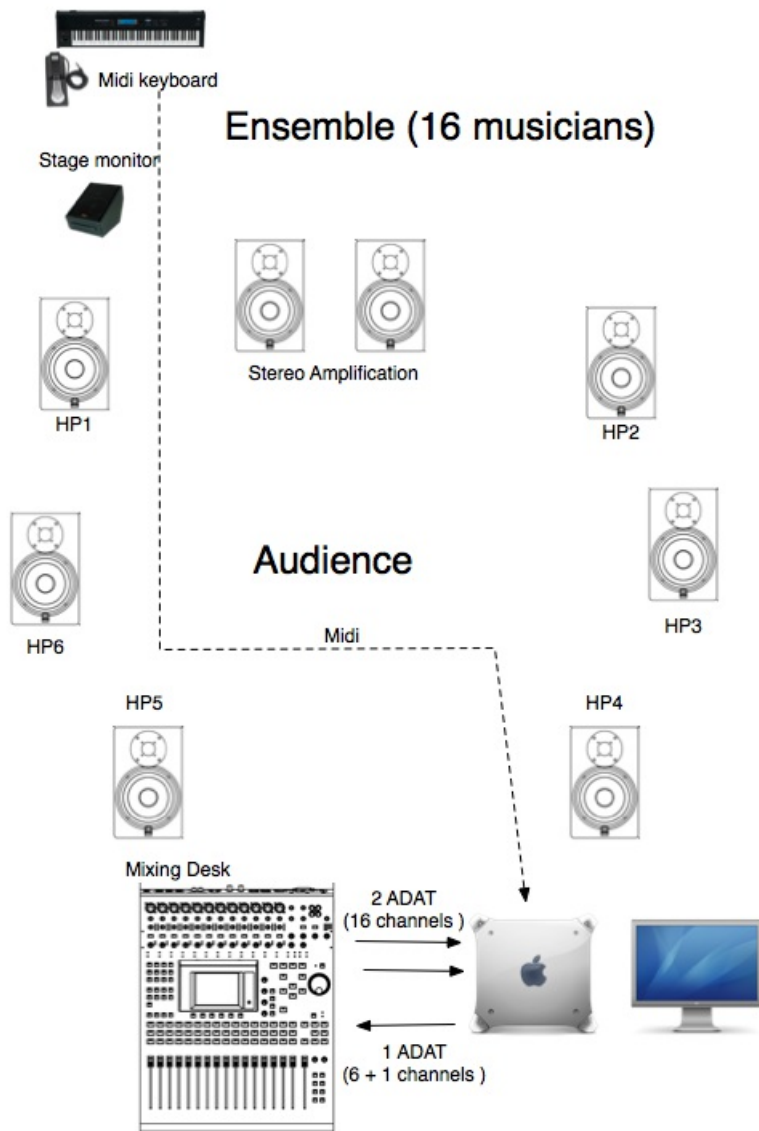 Midi keyboard
Ensemble (16 musicians)
Stage monitor
Stereo Amplification
HP1
HP2
Audience
HP3
Midi
HP6
HP5
HP4
Mixing Desk
2 ADAT
(16 channels )
1 ADAT
(6 + 1 channels )